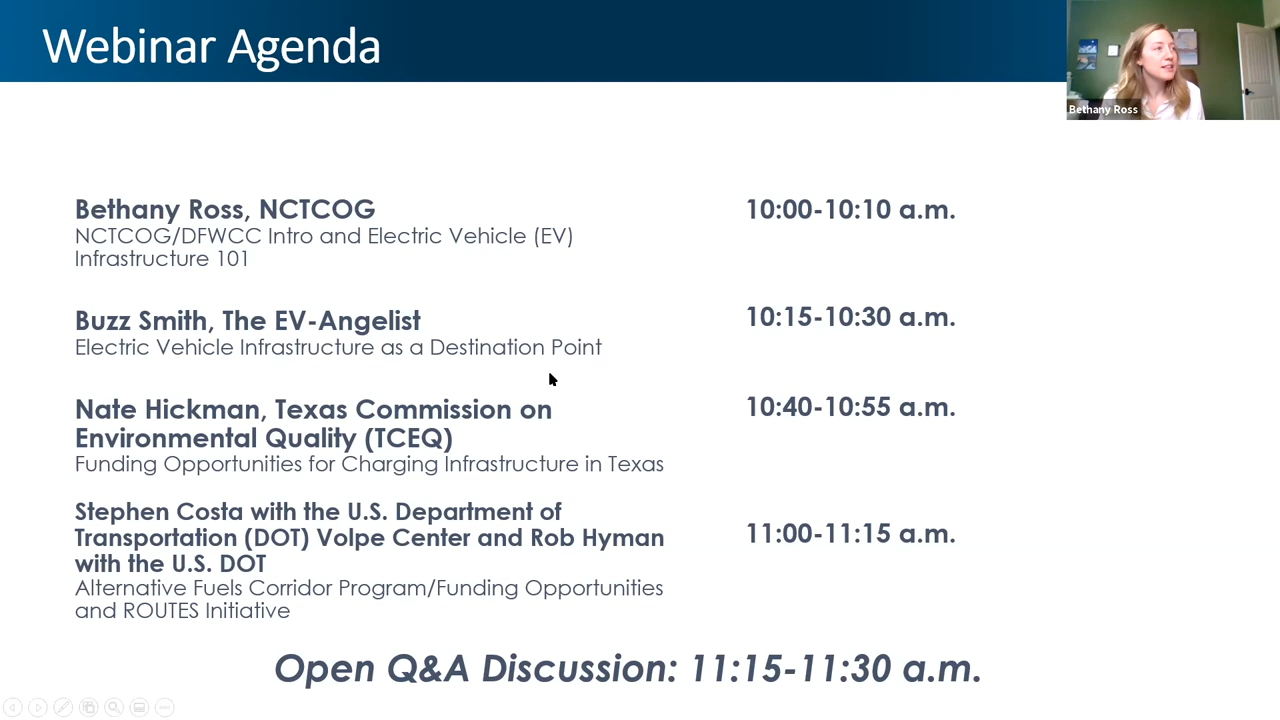 Webinar Agenda
Bethany Ross
Bethany Ross, NCTCOG
10:00-10:10 a.m.
NCTCOG/DFWCC Intro and Electric Vehicle (EV)
Infrastructure 101
Buzz Smith, The EV-Angelist
10:15-10:30 a.m.
Electric Vehicle Infrastructure as a Destination Point
Nate Hickman, Texas Commission on
10:40-10:55 a.m.
Environmental Quality (TCEQ)
Funding Opportunities for Charging Infrastructure in Texas
Stephen Costa with the U.S. Department of
Transportation (DOT) Volpe Center and Rob Hyman
11:00-11:15 a.m.
with the U.S. DOT
Alternative Fuels Corridor Program/Funding Opportunities
and ROUTES Initiative
Open Q&A Discussion: 11:15-11:30 a.m.